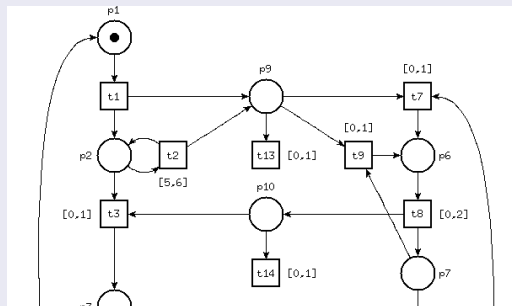 p1
p9
[0,1]
t1
t7
[0,1]
p2
t2
t13
[0,1]
t9
p6
[5,6]
p10
[0,1]
t3
t8
[0,2]
t14
[0,1]
p7